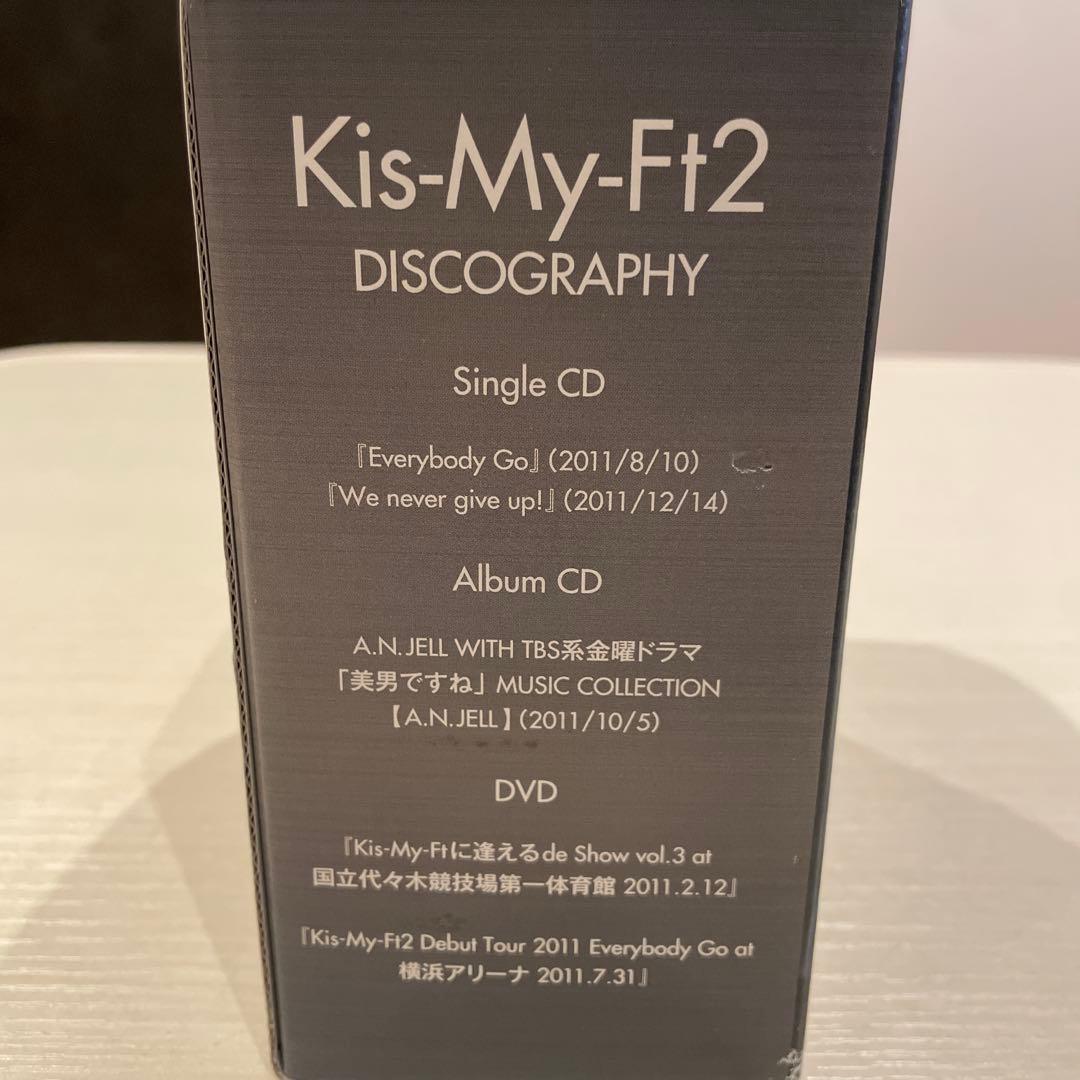 Kis-My-Ft2
DISCOGRAPHY
Single CD
『Everybody Go』(2011/8/10)
『We never give up!』(2011/12/14)
Album CD
A.N.JELL WITH TBS系金曜ドラマ
「美男ですね」 MUSIC COLLECTION
【A.N.JELL】(2011/10/5)
DVD
『Kis-My-Ftに逢えるde Show vol.3 at
国立代々木競技場第一体育館 2011.2.12』
『Kis-My-Ft2 Debut Tour 2011 Everybody Go at
横浜アリーナ 2011.7.31』